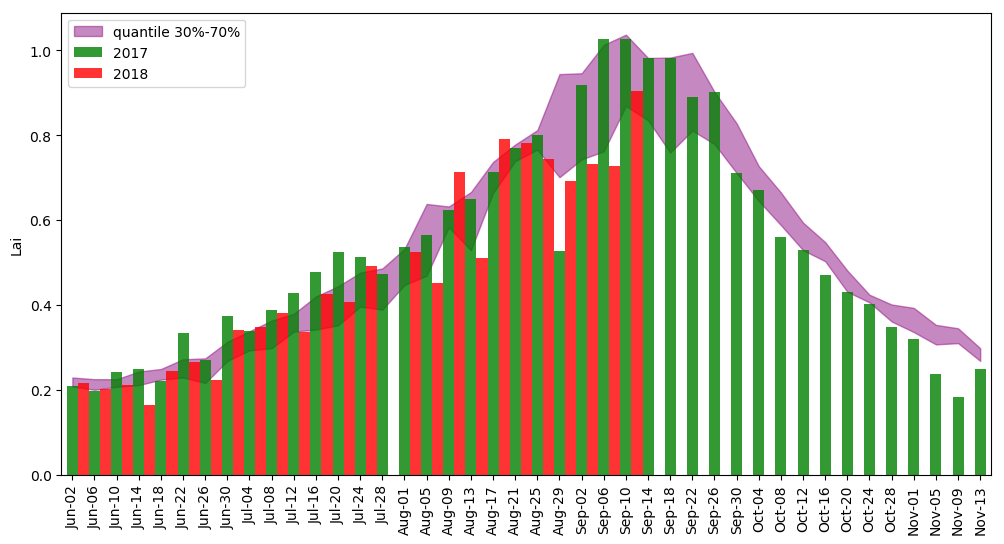 quantile 30%-70%
2017
2018
Lai
1.0
0.8
0.6
0.4
0.2
0.0
Jun-02
Jun-06
Jun-10
Jun-14
Jun-18
Jun-22
Jun-26
Jun-30
Jul-04
Jul-08
Jul-12
Jul-16
Jul-20
Jul-24
Jul-28
Aug-01
Aug-05
Aug-09
Aug-13
Aug-17
Aug-21
Aug-25
Aug-29
Sep-02
Sep-06
Sep-10
Sep-14
Sep-18
Sep-22
Sep-26
Sep-30
Oct-04
Oct-08
Oct-12
Oct-16
Oct-20
Oct-24
Oct-28
Nov-01
Nov-05
Nov-09
Nov-13